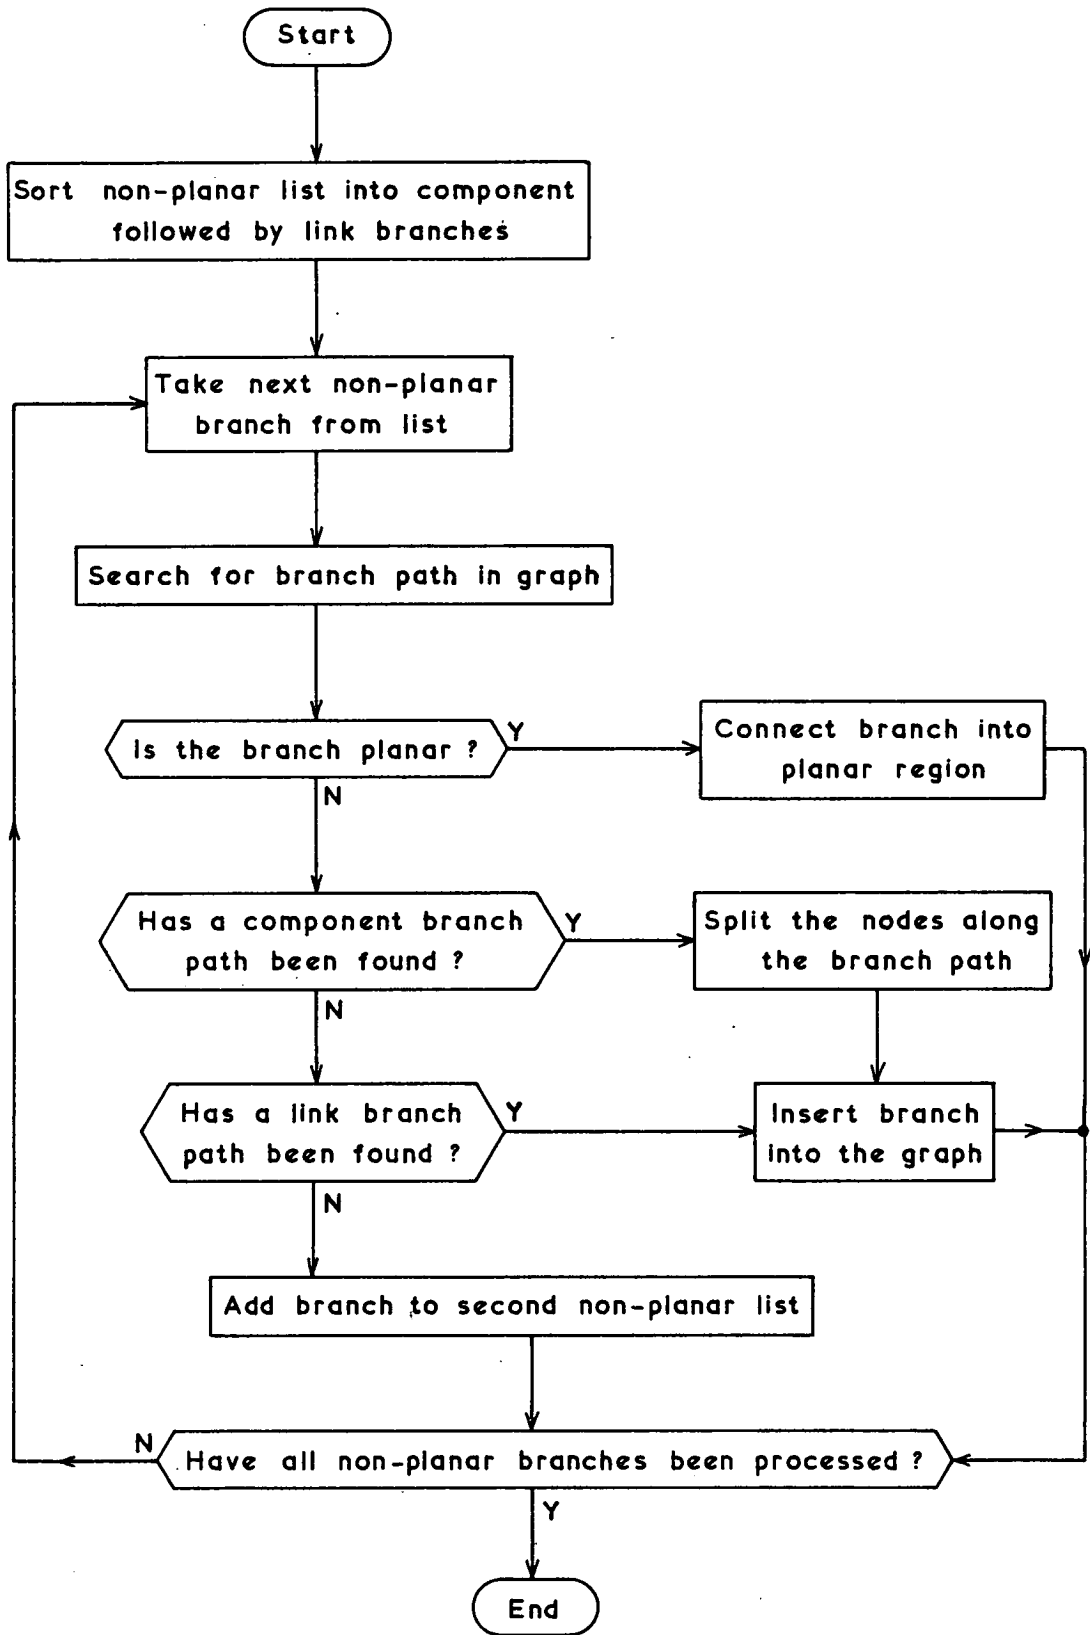 Start
Sort non-planar list into component
followed by link branches
Take next non-planar
branch from list
Search for branch path in graph
Is the branch planar ?
Y
N
Connect branch into
planar region
Has a component branch
path been found ?
Y
N
Split the nodes along
the branch path
Has a link branch
path been found ?
Y
N
Insert branch
into the graph
Add branch to second non-planar list
N
Have all non-planar branches been processed ?
Y
End